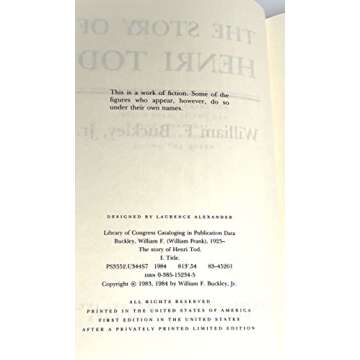 THE STORY OF
HENRI TOD
William F. Buckley, Jr.
This is a work of fiction. Some of the
figures who appear, however, do so
under their own names.
DESIGNED BY LAURENCE ALEXANDER
Library of Congress Cataloging in Publication Data
Buckley, William F. (William Frank), 1925–
The story of Henri Tod.
I. Title.
PS3552.U344S7 1984 813'.54 83-45261
ISBN 0-385-15234-5
Copyright © 1983, 1984 by William F. Buckley, Jr.
ALL RIGHTS RESERVED
PRINTED IN THE UNITED STATES OF AMERICA
FIRST EDITION IN THE UNITED STATES
AFTER A PRIVATELY PRINTED LIMITED EDITION